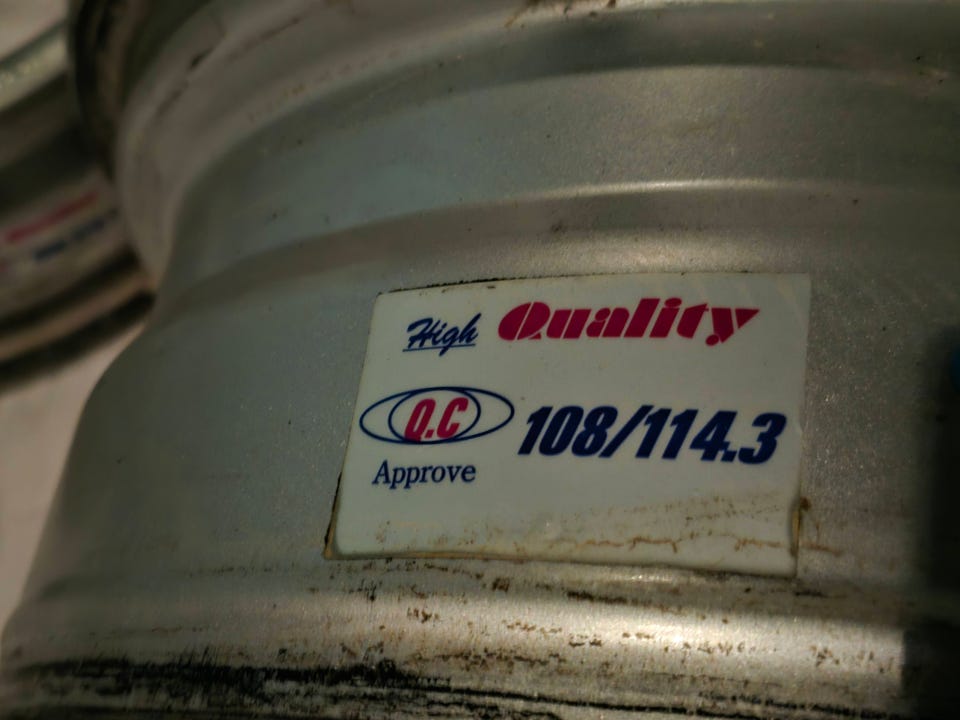 High Quality
Q.C 108/114.3
Approve